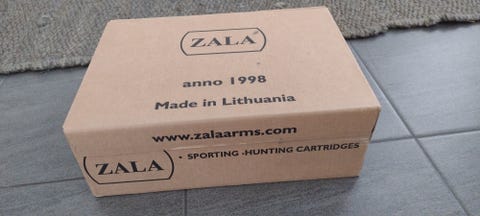 ZALA
anno 1998
Made in Lithuania
www.zalaarms.com
ZALA
• SPORTING -HUNTING CARTRIDGES